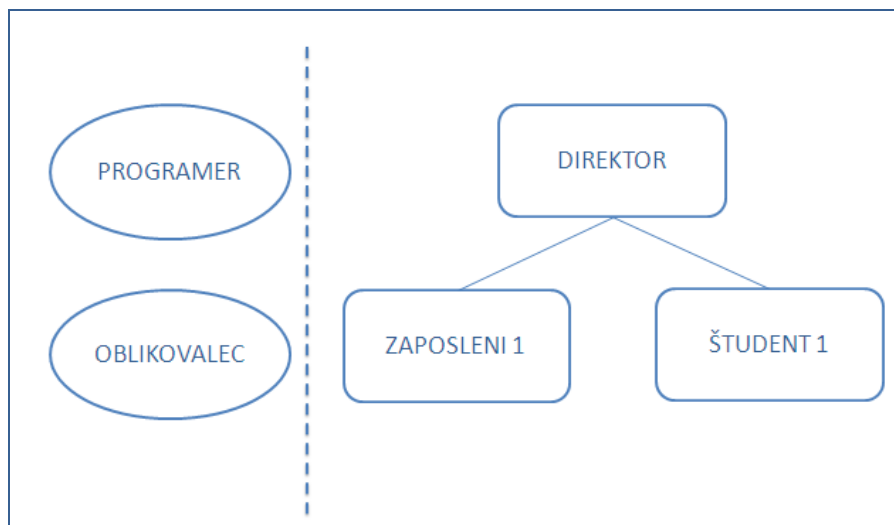 PROGRAMER
DIREKTOR
OBLIKOVALEC
ZAPOSLENI 1
ŠTUDENT 1